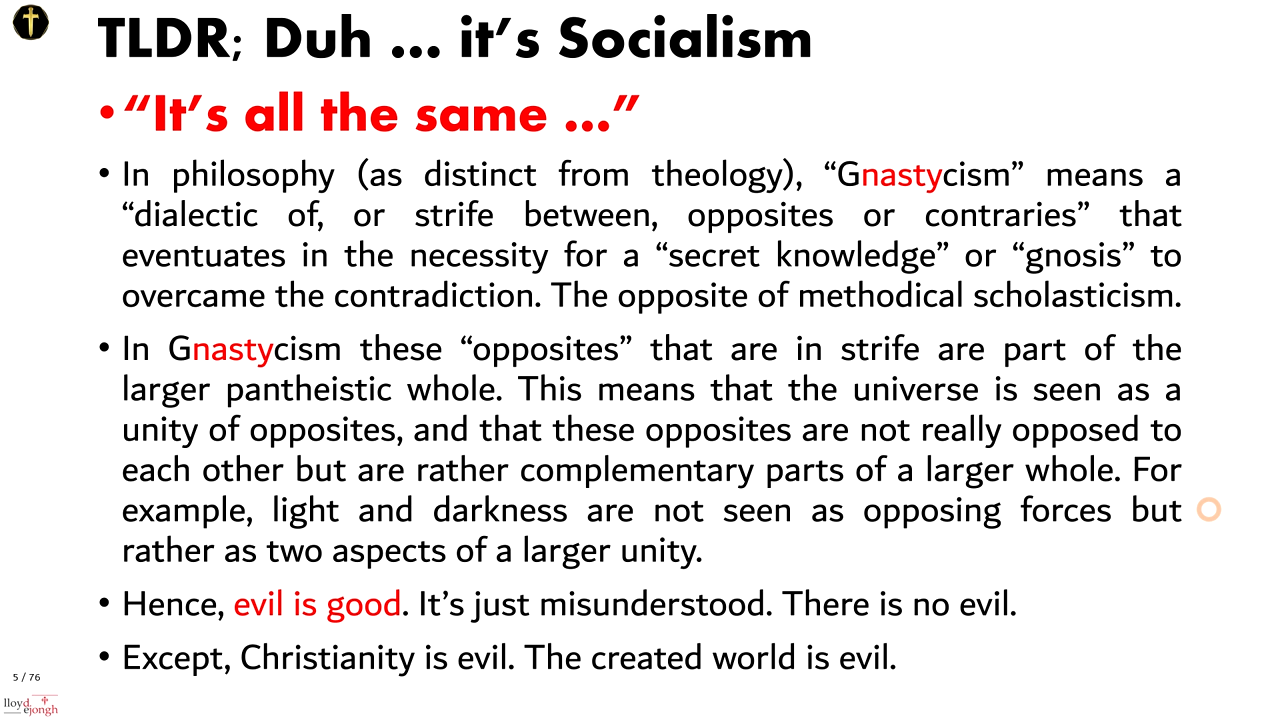 TLDR; Duh ... it’s Socialism
•“It’s all the same ...”
• In philosophy (as distinct from theology), “Gnastycism” means a
“dialectic of, or strife between, opposites or contraries” that
eventuates in the necessity for a “secret knowledge” or “gnosis” to
overcame the contradiction. The opposite of methodical scholasticism.
• In Gnastycism these “opposites” that are in strife are part of the
larger pantheistic whole. This means that the universe is seen as a
unity of opposites, and that these opposites are not really opposed to
each other but are rather complementary parts of a larger whole. For
example, light and darkness are not seen as opposing forces but
rather as two aspects of a larger unity.
• Hence, evil is good. It’s just misunderstood. There is no evil.
• Except, Christianity is evil. The created world is evil.
5 / 76
lloyd
ejongh